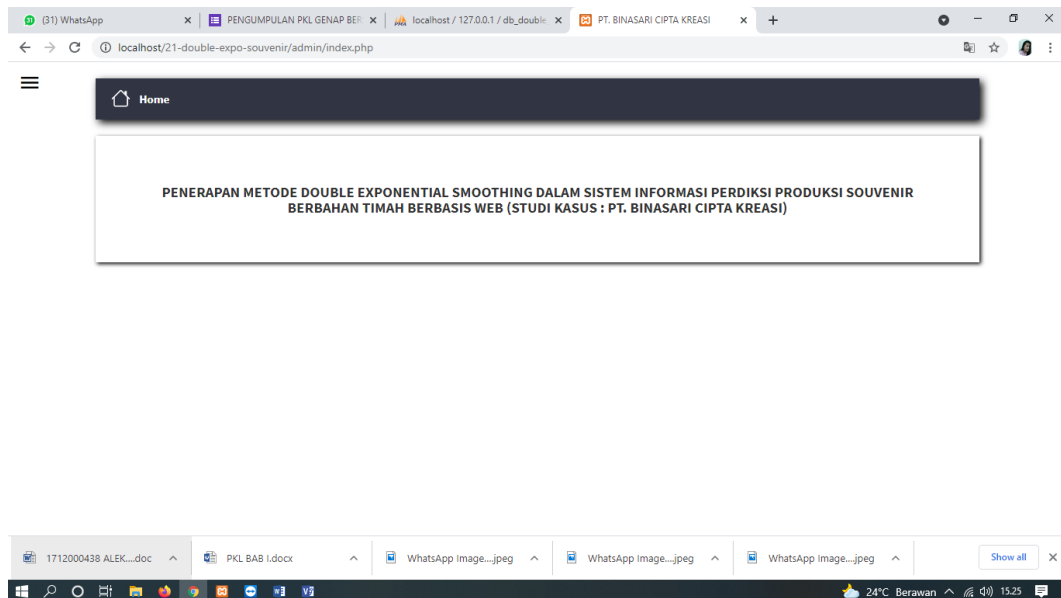 (31) WhatsApp
PENGUMPULAN PKL GENAP BER
localhost / 127.0.0.1 / db_double_
PT. BINASARI CIPTA KREASI
localhost/21-double-expo-souvenir/admin/index.php
Home
PENERAPAN METODE DOUBLE EXPONENTIAL SMOOTHING DALAM SISTEM INFORMASI PERDIKSI PRODUKSI SOUVENIR
BERBAHAN TIMAH BERBASIS WEB (STUDI KASUS : PT. BINASARI CIPTA KREASI)
1712000438 ALEK....doc
PKL BAB I.docx
WhatsApp Image....jpeg
WhatsApp Image....jpeg
WhatsApp Image....jpeg
Show all
24°C Berawan
15.25